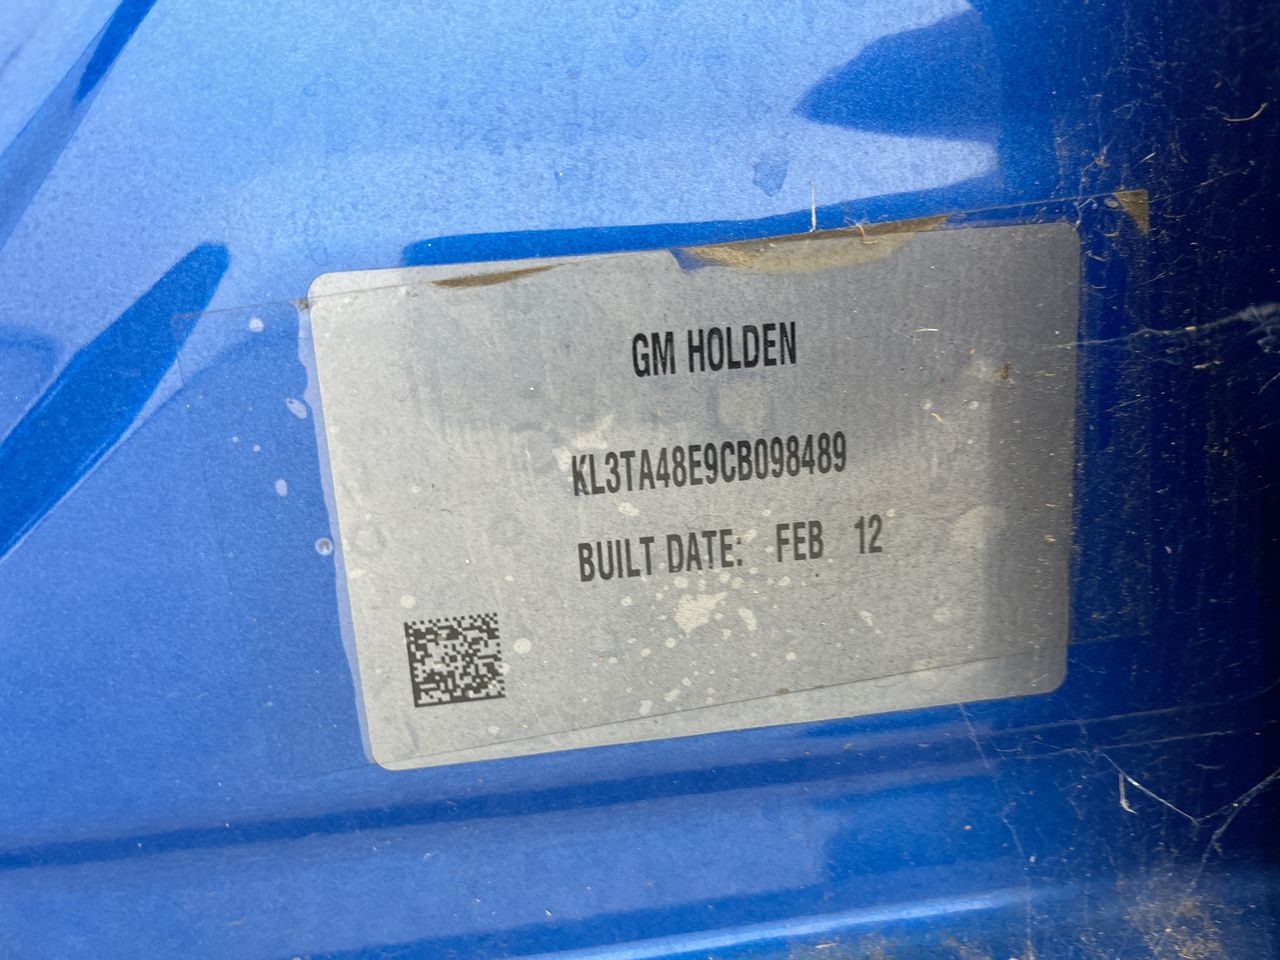 GM HOLDEN
KL3TA48E9CB098489
BUILT DATE: FEB 12